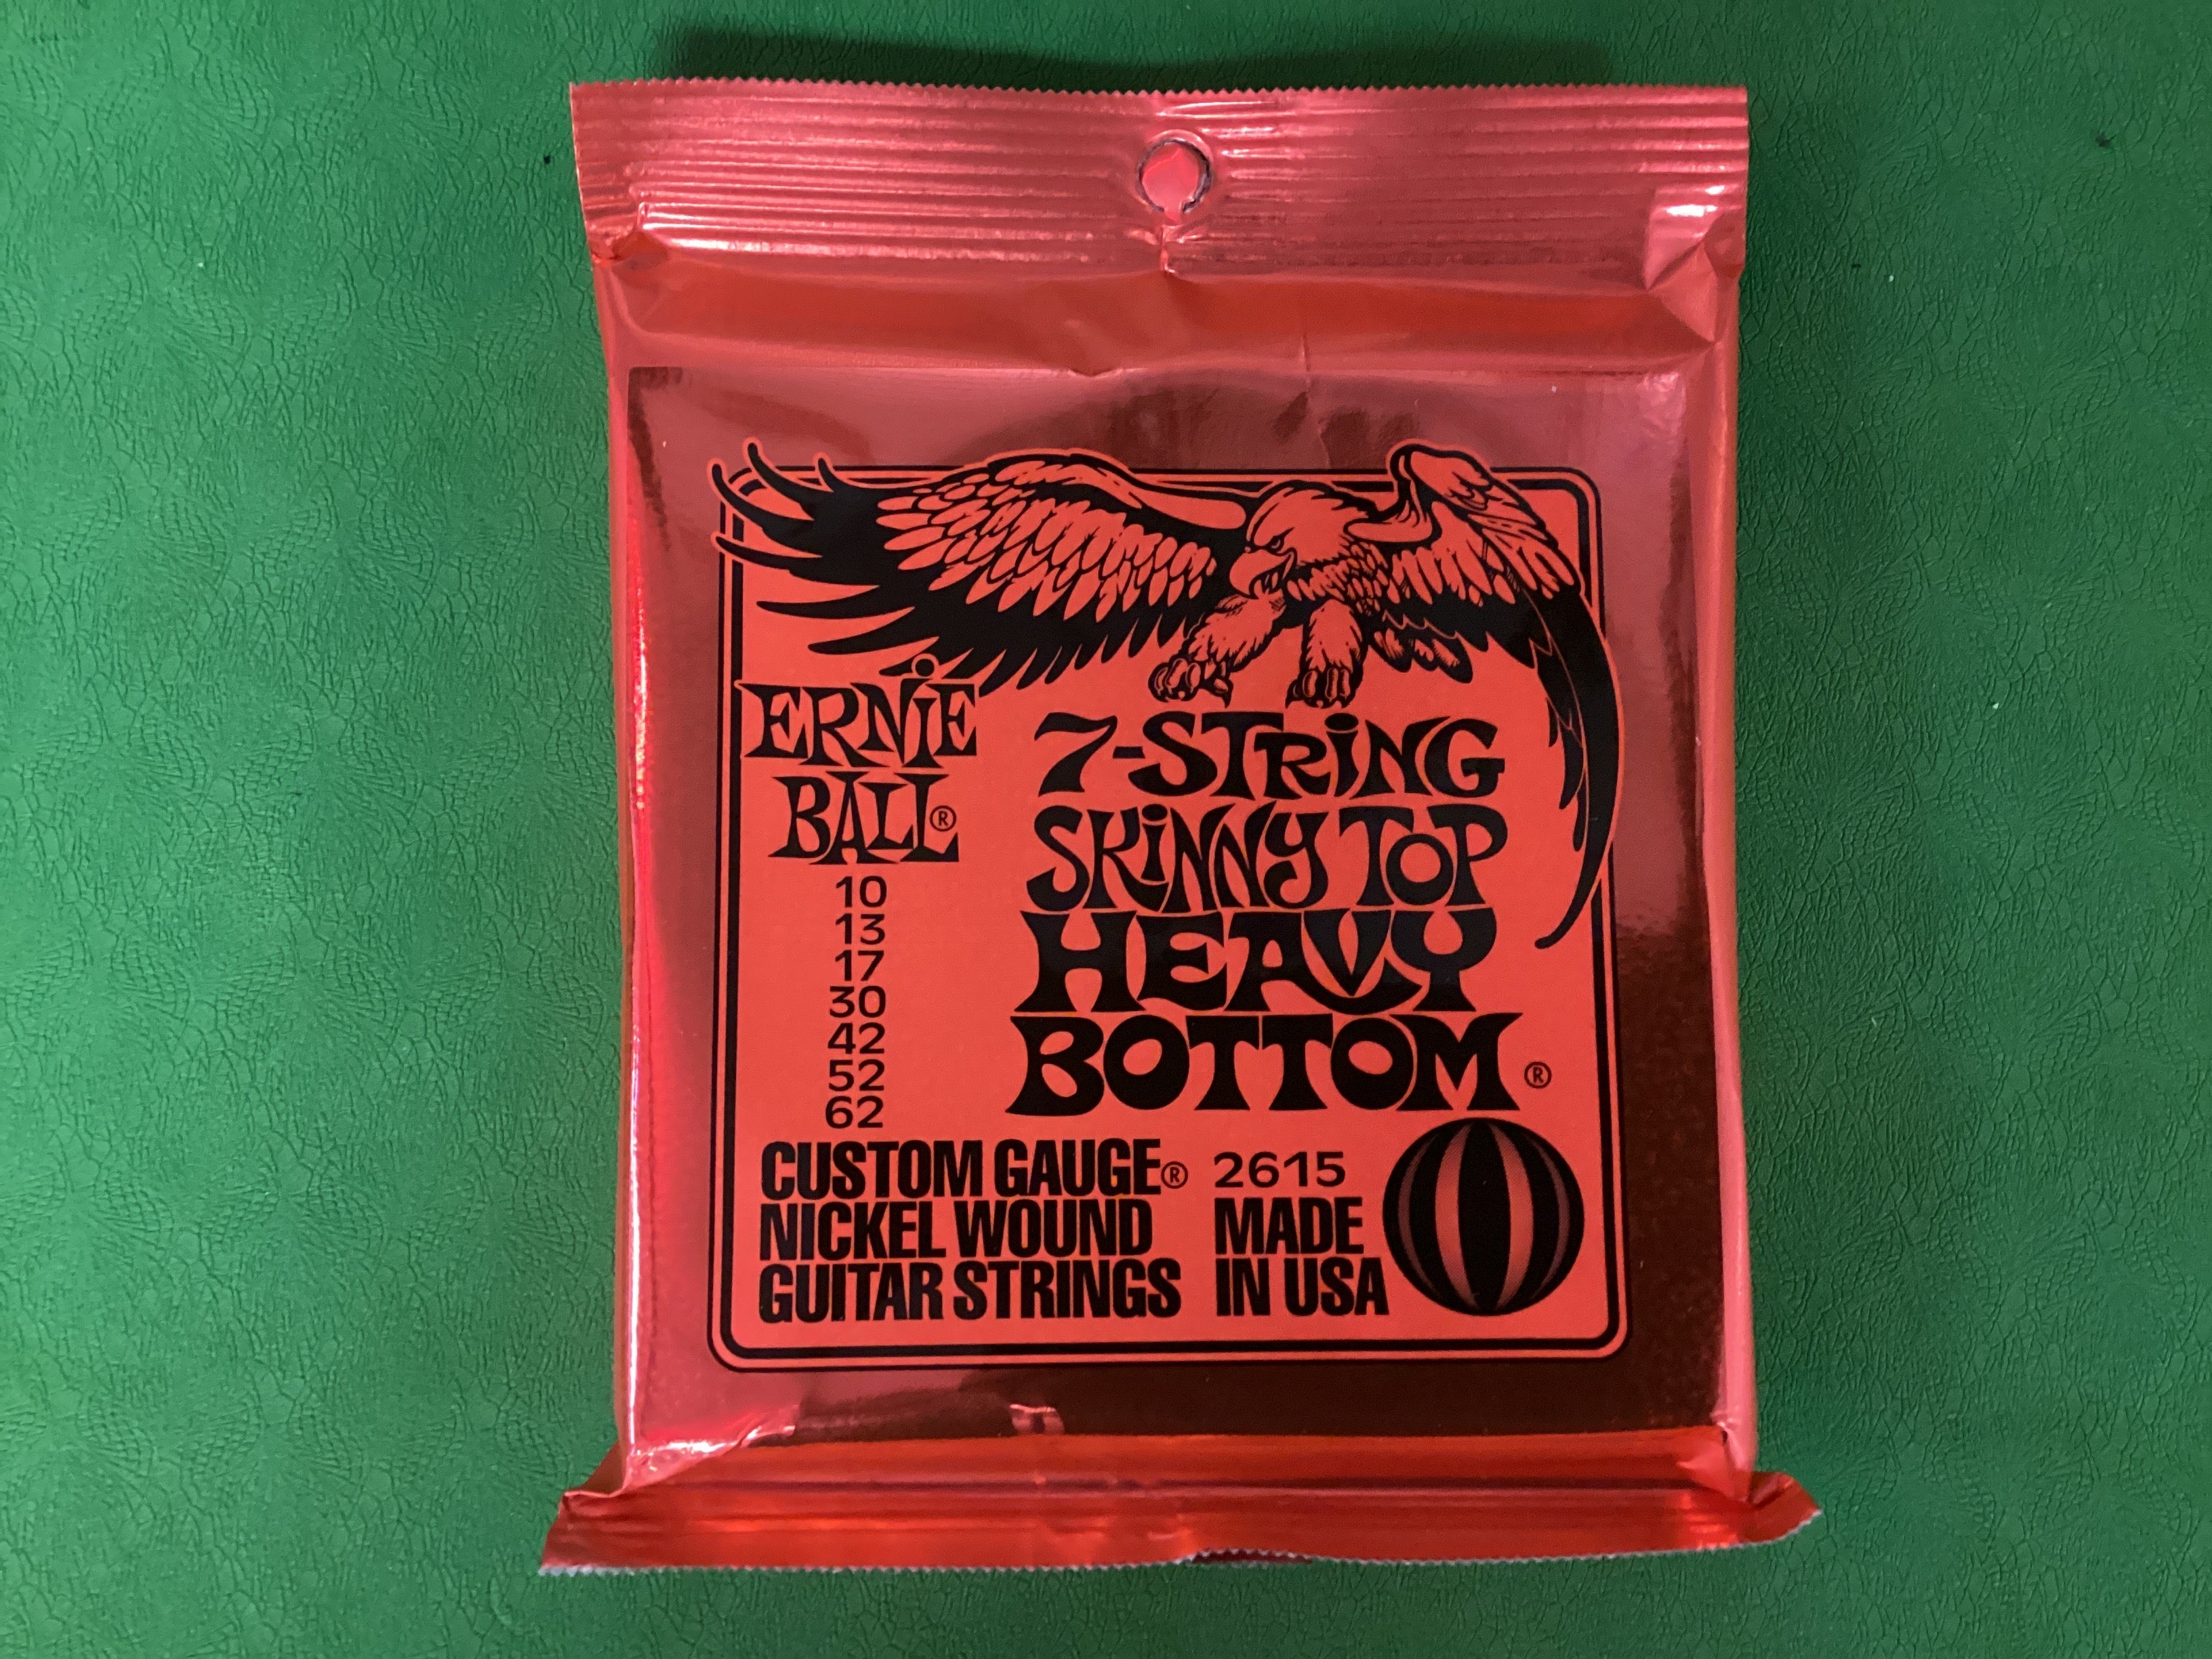 ERNiE
BALL®
10
13
17
30
42
52
62
7-STRiNG
SKiNNY TOP
HEAVY
BOTTOM®
CUSTOM GAUGE®
NICKEL WOUND
GUITAR STRINGS
2615
MADE
IN USA